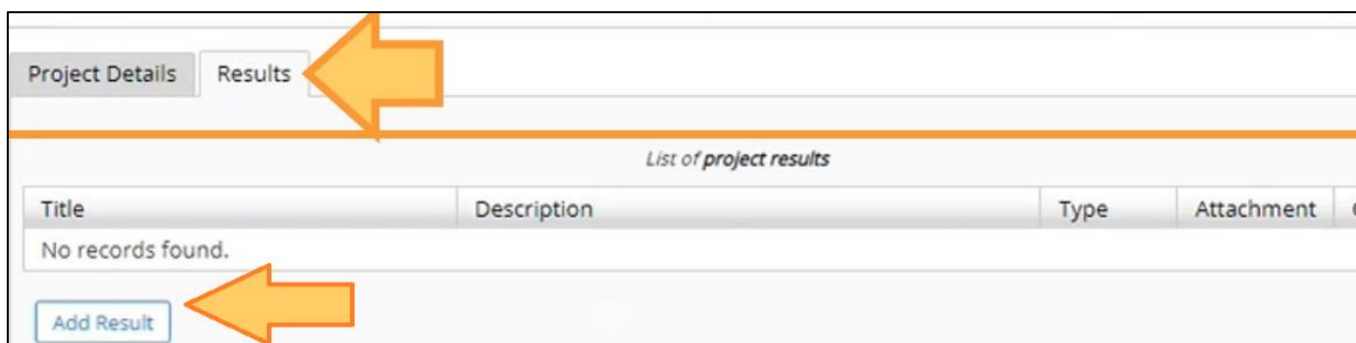 Project Details Results
List of project results
Title Description Type Attachment
No records found.
Add Result